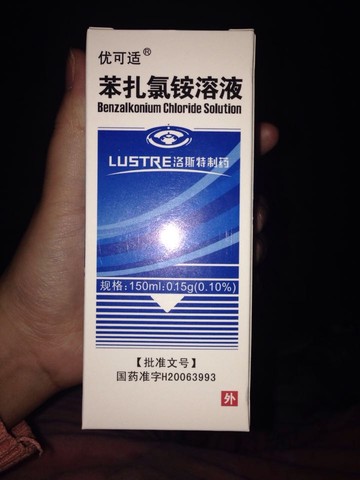 优可适®
苯扎氯铵溶液
Benzalkonium Chloride Solution
LUSTRE洛斯特制药
规格:150ml:0.15g(0.10%)
【批准文号】
国药准字H20063993
外